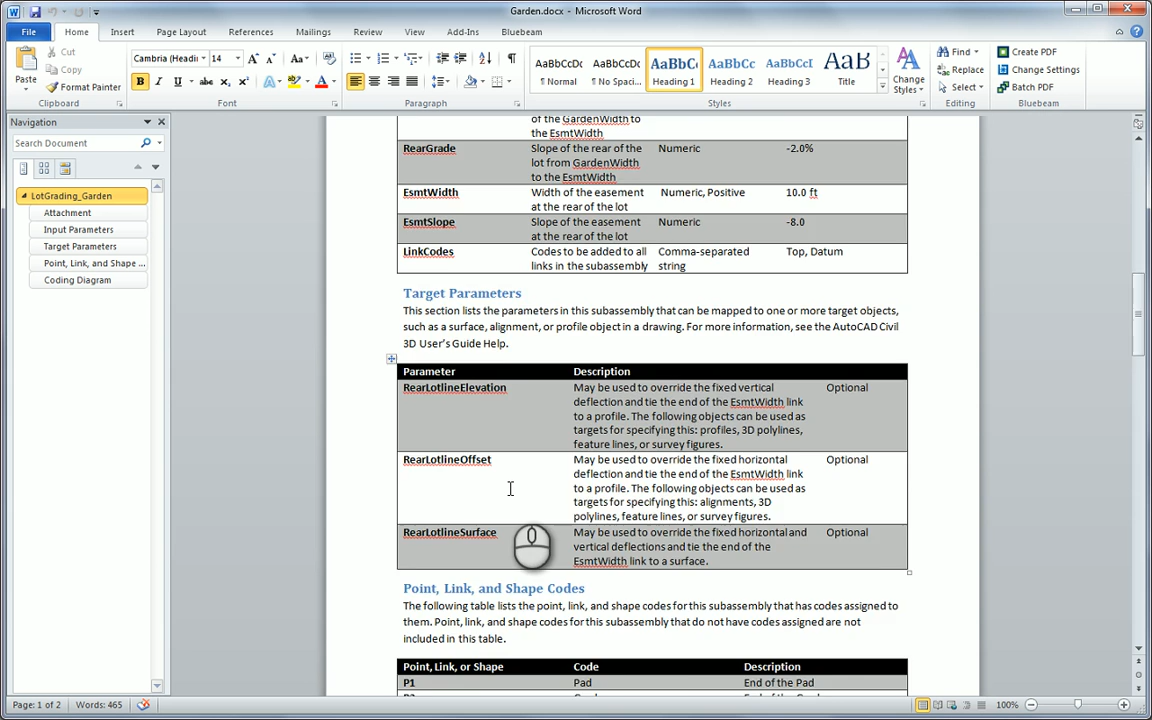 Garden.docx - Microsoft Word
File Home Insert Page Layout References Mailings Review View Add-Ins Bluebeam
Paste
Cut
Copy
Format Painter
Clipboard
Cambria (Headi 14
Font
Paragraph
AaBbCcDc AaBbCcDc AaBbCc AaBbCc AaBbCcI AaB
¶ Normal ¶ No Spaci... Heading 1 Heading 2 Heading 3 Title
Change Styles
Styles
Find
Replace
Select
Editing
Create PDF
Change Settings
Batch PDF
Bluebeam
Navigation
Search Document
LotGrading_Garden
Attachment
Input Parameters
Target Parameters
Point, Link, and Shape ...
Coding Diagram
of the GardenWidth to
the EsmtWidth
RearGrade Slope of the rear of the Numeric -2.0%
lot from GardenWidth
to the EsmtWidth
EsmtWidth Width of the easement Numeric, Positive 10.0 ft
at the rear of the lot
EsmtSlope Slope of the easement Numeric -8.0
at the rear of the lot
LinkCodes Codes to be added to all Comma-separated Top, Datum
links in the subassembly string
Target Parameters
This section lists the parameters in this subassembly that can be mapped to one or more target objects,
such as a surface, alignment, or profile object in a drawing. For more information, see the AutoCAD Civil
3D User's Guide Help.
Parameter Description
RearLotlineElevation May be used to override the fixed vertical Optional
deflection and tie the end of the EsmtWidth link
to a profile. The following objects can be used as
targets for specifying this: profiles, 3D polylines,
feature lines, or survey figures.
RearLotlineOffset May be used to override the fixed horizontal Optional
deflection and tie the end of the EsmtWidth link
to a profile. The following objects can be used as
targets for specifying this: alignments, 3D
polylines, feature lines, or survey figures.
RearLotlineSurface May be used to override the fixed horizontal and Optional
vertical deflections and tie the end of the
EsmtWidth link to a surface.
Point, Link, and Shape Codes
The following table lists the point, link, and shape codes for this subassembly that has codes assigned to
them. Point, link, and shape codes for this subassembly that do not have codes assigned are not
included in this table.
Point, Link, or Shape Code Description
P1 Pad End of the Pad
Page: 1 of 2 Words: 465 100%